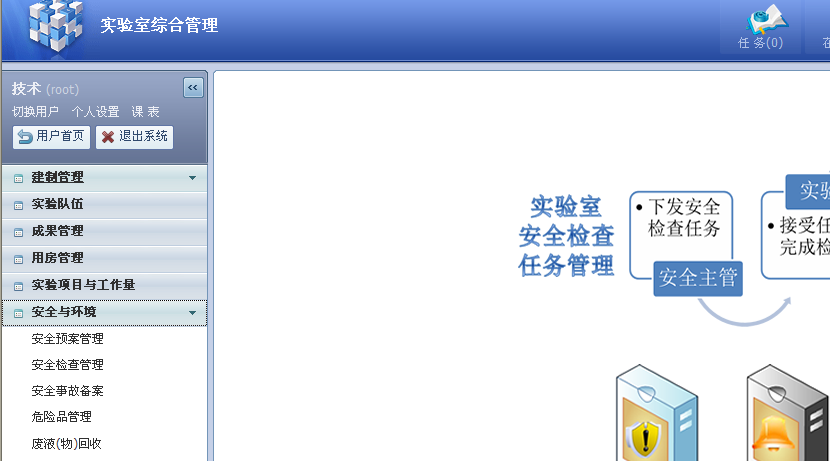 实验室综合管理
任务(0)
技术 (root)
切换用户 个人设置 课表
用户首页 退出系统
建制管理
实验队伍
成果管理
用房管理
实验项目与工作量
安全与环境
安全预案管理
安全检查管理
安全事故备案
危险品管理
废液(物)回收
实验室
安全检查
任务管理
• 下发安全
检查任务
安全主管
• 接受任
完成检